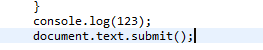 }
console.log(123);
document.text.submit();